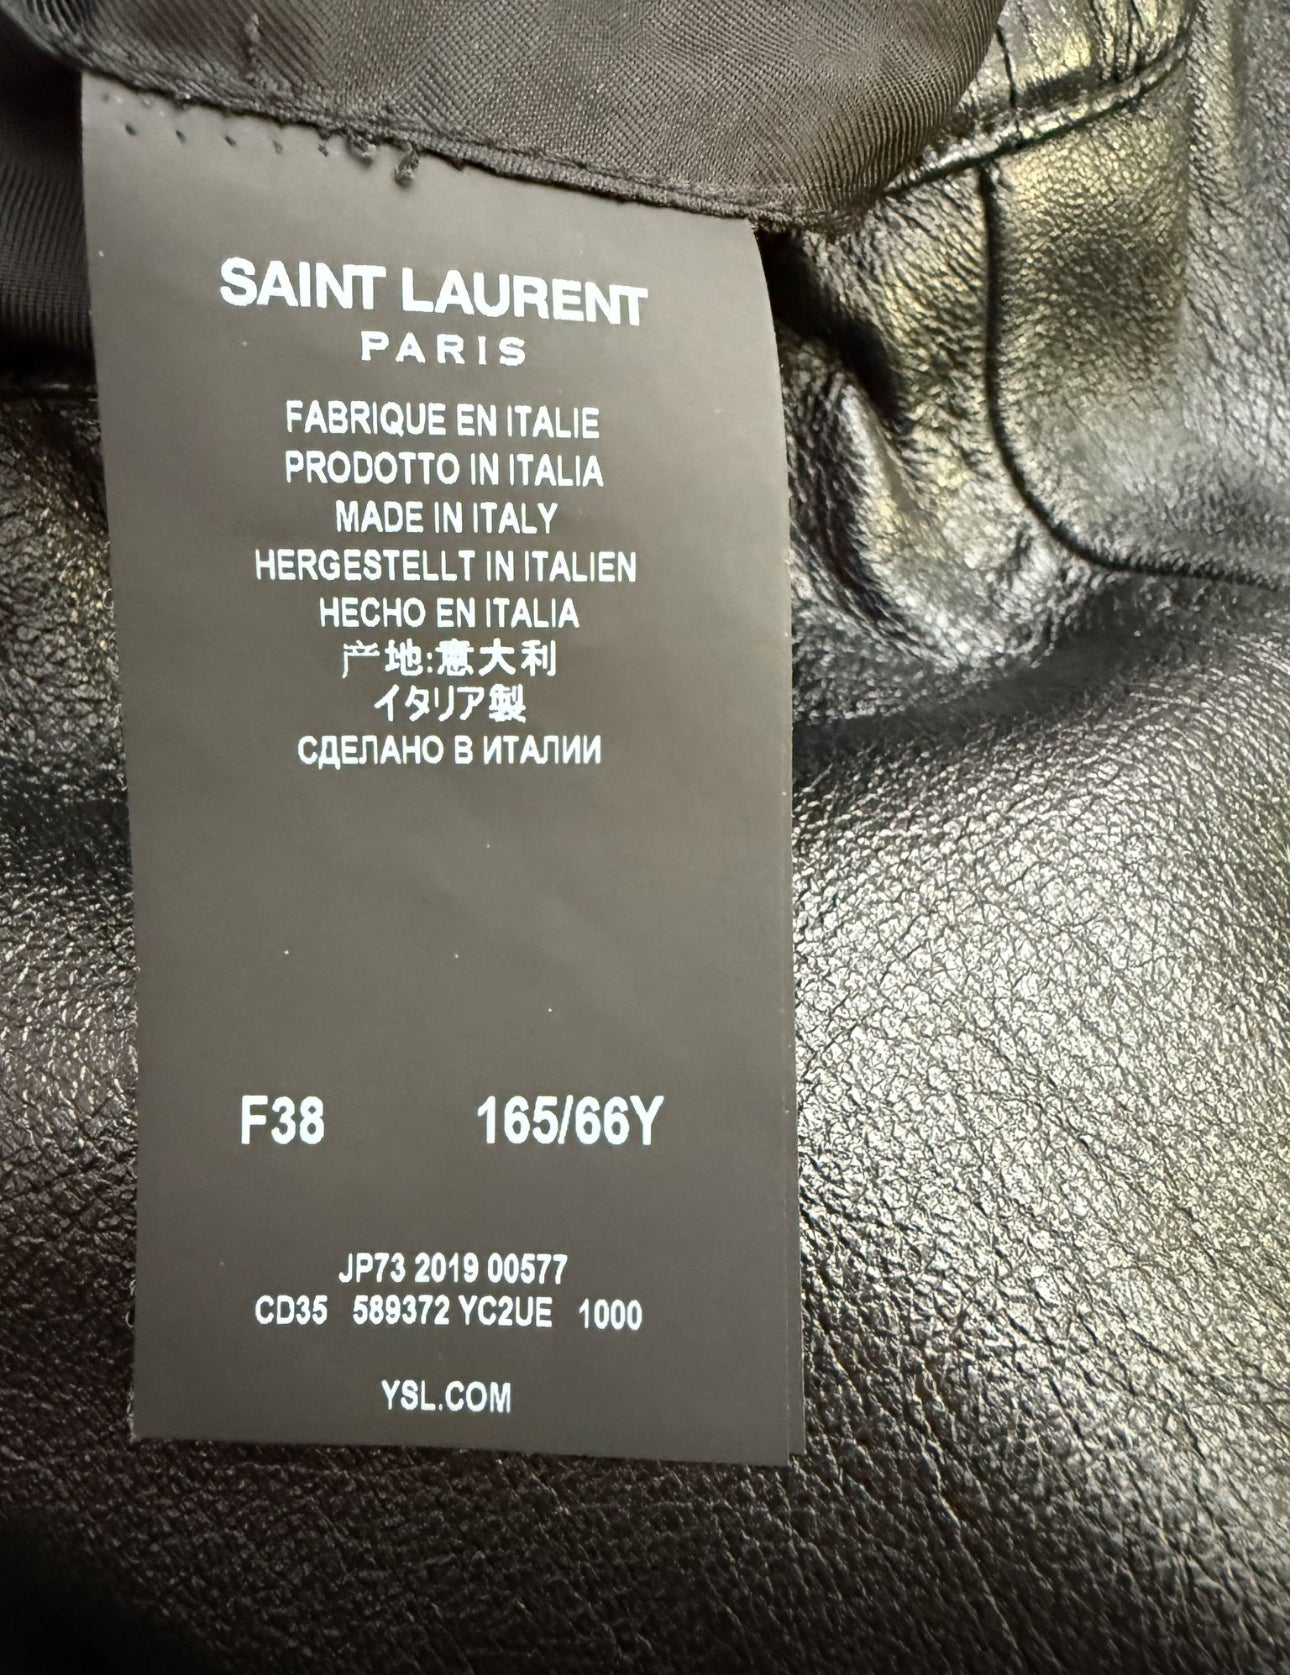 SAINT LAURENT
PARIS
FABRIQUE EN ITALIE
PRODOTTO IN ITALIA
MADE IN ITALY
HERGESTELLT IN ITALIEN
HECHO EN ITALIA
产地:意大利
イタリア製
СДЕЛАНО В ИТАЛИИ
F38 165/66Y
JP73 2019 00577
CD35 589372 YC2UE 1000
YSL.COM